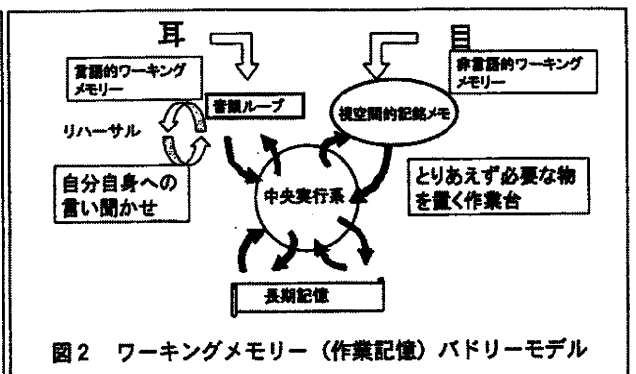 耳
目
言語的ワーキング
メモリー
非言語的ワーキング
メモリー
音韻ループ
視空間的記銘メモ
リハーサル
自分自身への
言い聞かせ
中央実行系
とりあえず必要な物
を置く作業台
長期記憶
図2 ワーキングメモリー（作業記憶）バドリーモデル